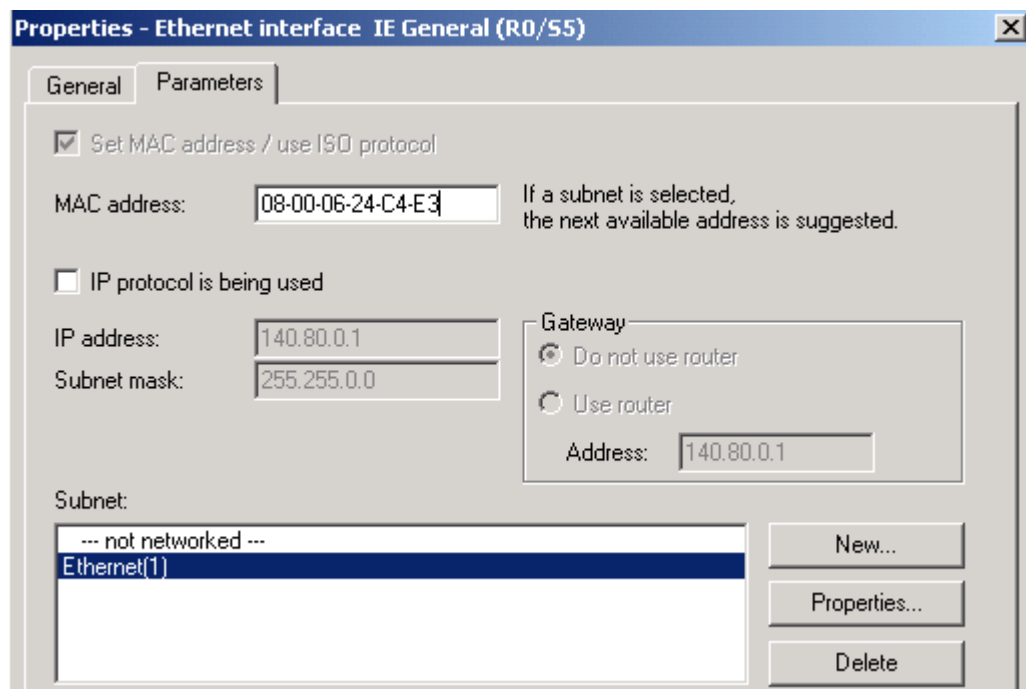 Properties - Ethernet interface  IE General (R0/S5)
General
Parameters
Set MAC address / use ISO protocol
MAC address:
08-00-06-24-C4-E3
If a subnet is selected,
the next available address is suggested.
IP protocol is being used
IP address:
140.80.0.1
Subnet mask:
255.255.0.0
Gateway
Do not use router
Use router
Address:
140.80.0.1
Subnet:
--- not networked ---
Ethernet(1)
New...
Properties...
Delete